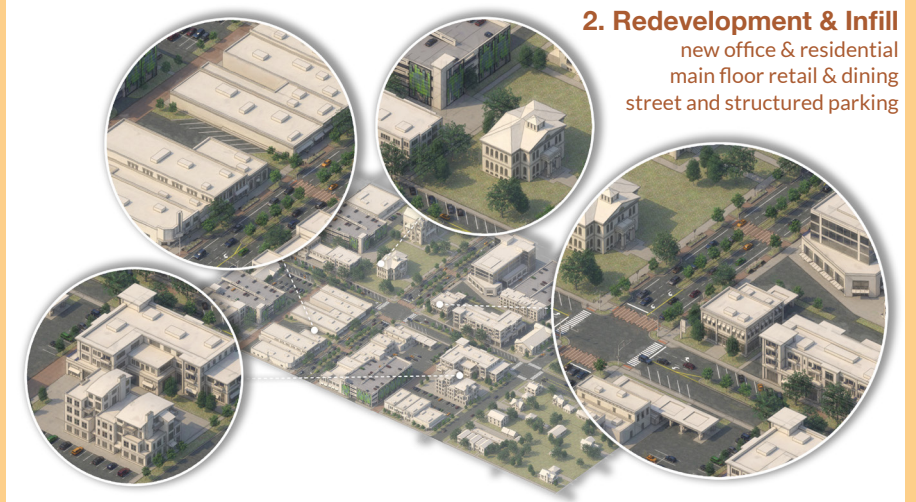 2. Redevelopment & Infill
new office & residential
main floor retail & dining
street and structured parking